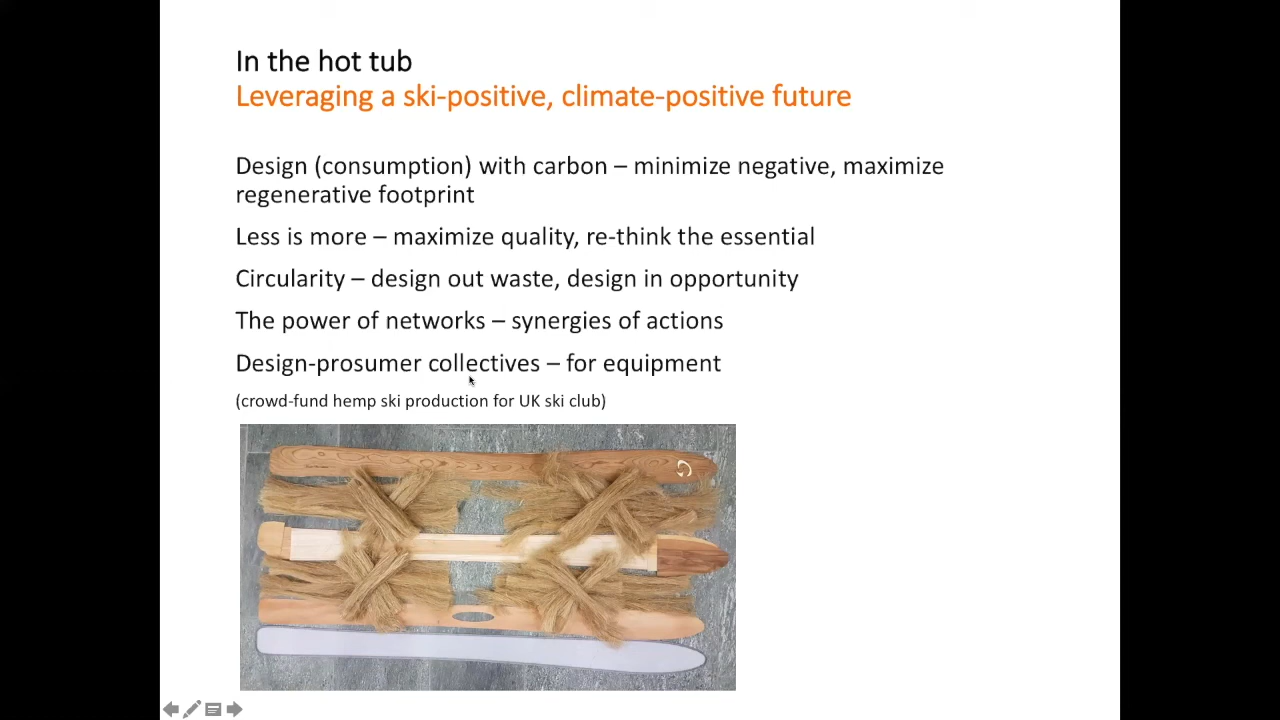 In the hot tub
Leveraging a ski-positive, climate-positive future
Design (consumption) with carbon – minimize negative, maximize
regenerative footprint
Less is more – maximize quality, re-think the essential
Circularity – design out waste, design in opportunity
The power of networks – synergies of actions
Design-prosumer collectives – for equipment
(crowd-fund hemp ski production for UK ski club)